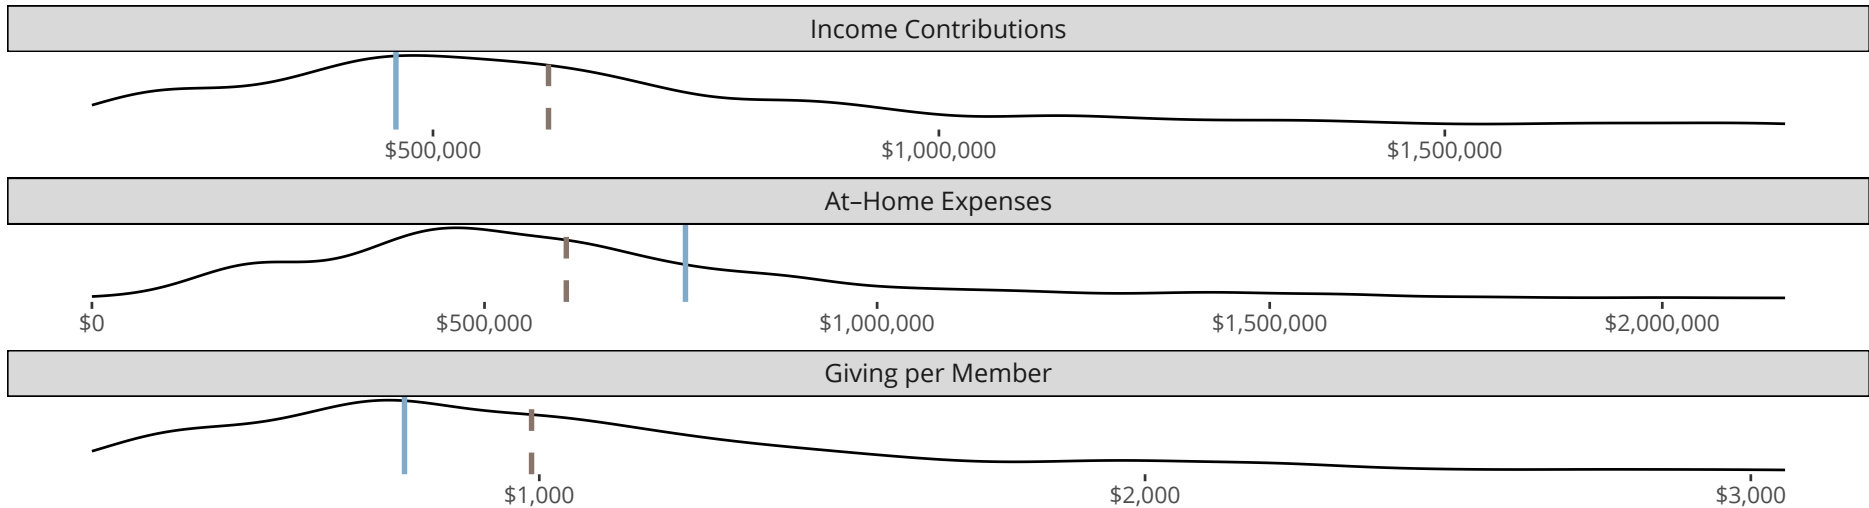 Income Contributions
$500,000 $1,000,000 $1,500,000
At–Home Expenses
$0 $500,000 $1,000,000 $1,500,000 $2,000,000
Giving per Member
$1,000 $2,000 $3,000